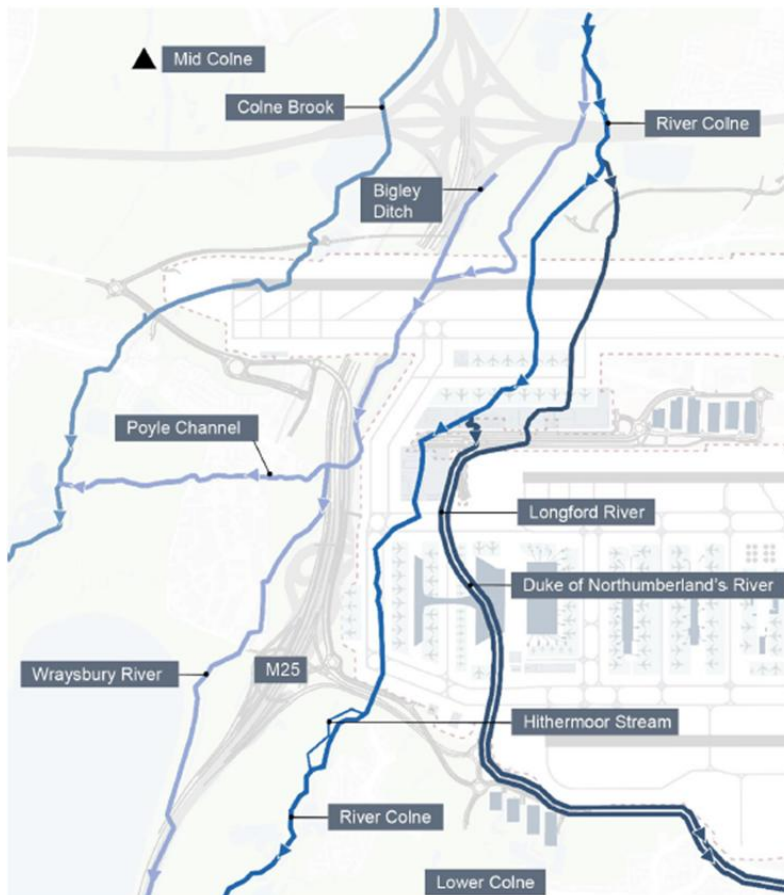 Mid Colne
Colne Brook
River Colne
Bigley
Ditch
Poyle Channel
Longford River
Duke of Northumberland's River
Wraysbury River
M25
Hithermoor Stream
River Colne
Lower Colne